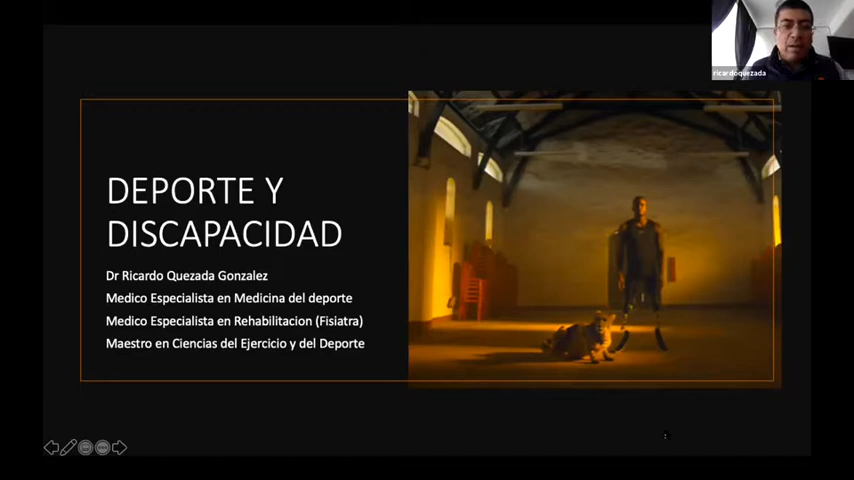 ricardoquezada
DEPORTE Y
DISCAPACIDAD
Dr Ricardo Quezada Gonzalez
Medico Especialista en Medicina del deporte
Medico Especialista en Rehabilitacion (Fisiatra)
Maestro en Ciencias del Ejercicio y del Deporte